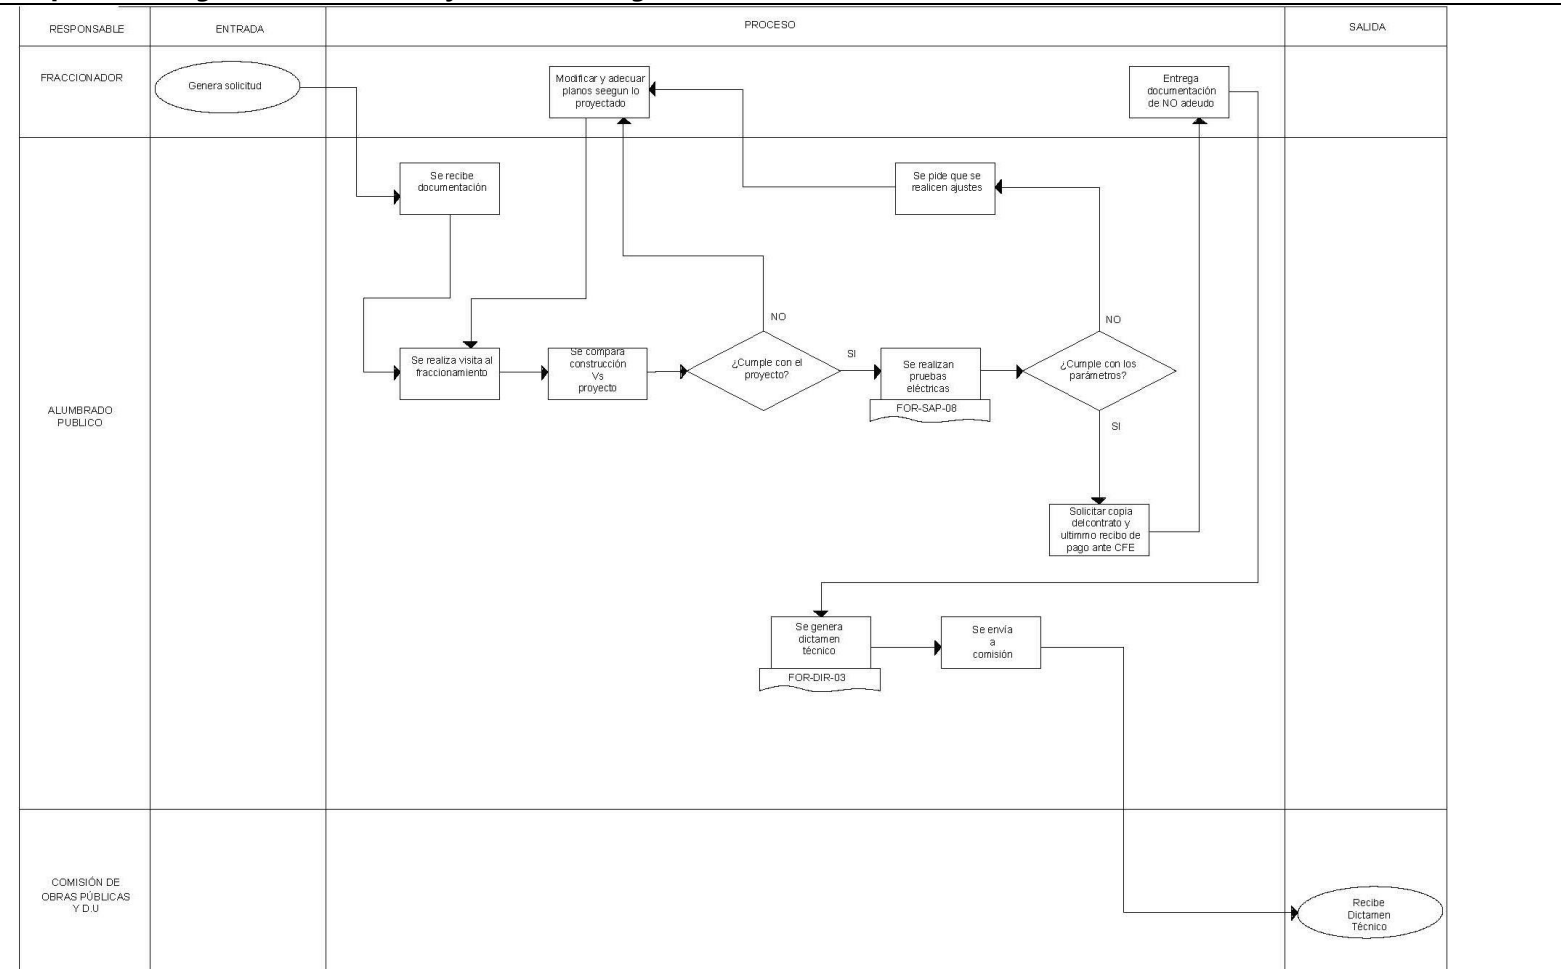 RESPONSABLE
ENTRADA
PROCESO
SALIDA
FRACCIONADOR
Genera solicitud
Modificar y adecuar
planos seegun lo
proyectado
Entrega
documentación
de NO adeudo
Se recibe
documentación
Se pide que se
realicen ajustes
NO
NO
Se realiza visita al
fraccionamiento
Se compara
construcción
Vs
proyecto
¿Cumple con el
proyecto?
SI
Se realizan
pruebas
eléctricas
FOR-SAP-08
¿Cumple con los
parámetros?
SI
ALUMBRADO
PUBLICO
Solicitar copia
delcontrato y
ultimmo recibo de
pago ante CFE
Se genera
dictamen
técnico
FOR-DIR-03
Se envía
a
comisión
COMISIÓN DE
OBRAS PÚBLICAS
Y D.U
Recibe
Dictamen
Técnico